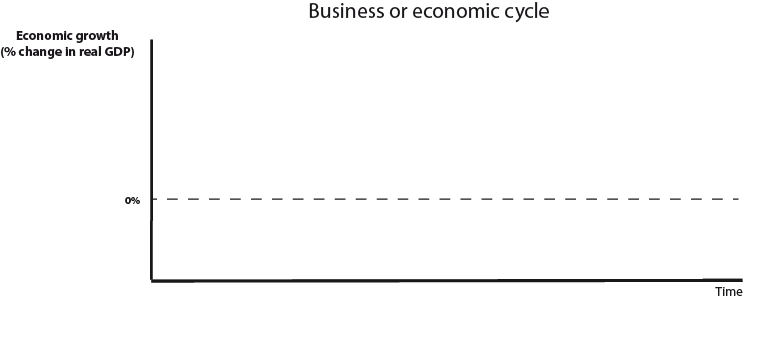 Business or economic cycle
Economic growth
(% change in real GDP)
0%
Time